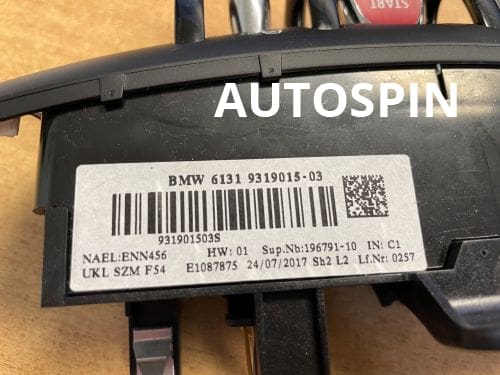 START
AUTOSPIN
BMW 6131 9319015-03
931901503S
NAEL:ENN456 HW: 01 Sup.Nb:196791-10 IN: C1
UKL SZM F54 E1087875 24/07/2017 Sh2 L2 Lf.Nr: 0257